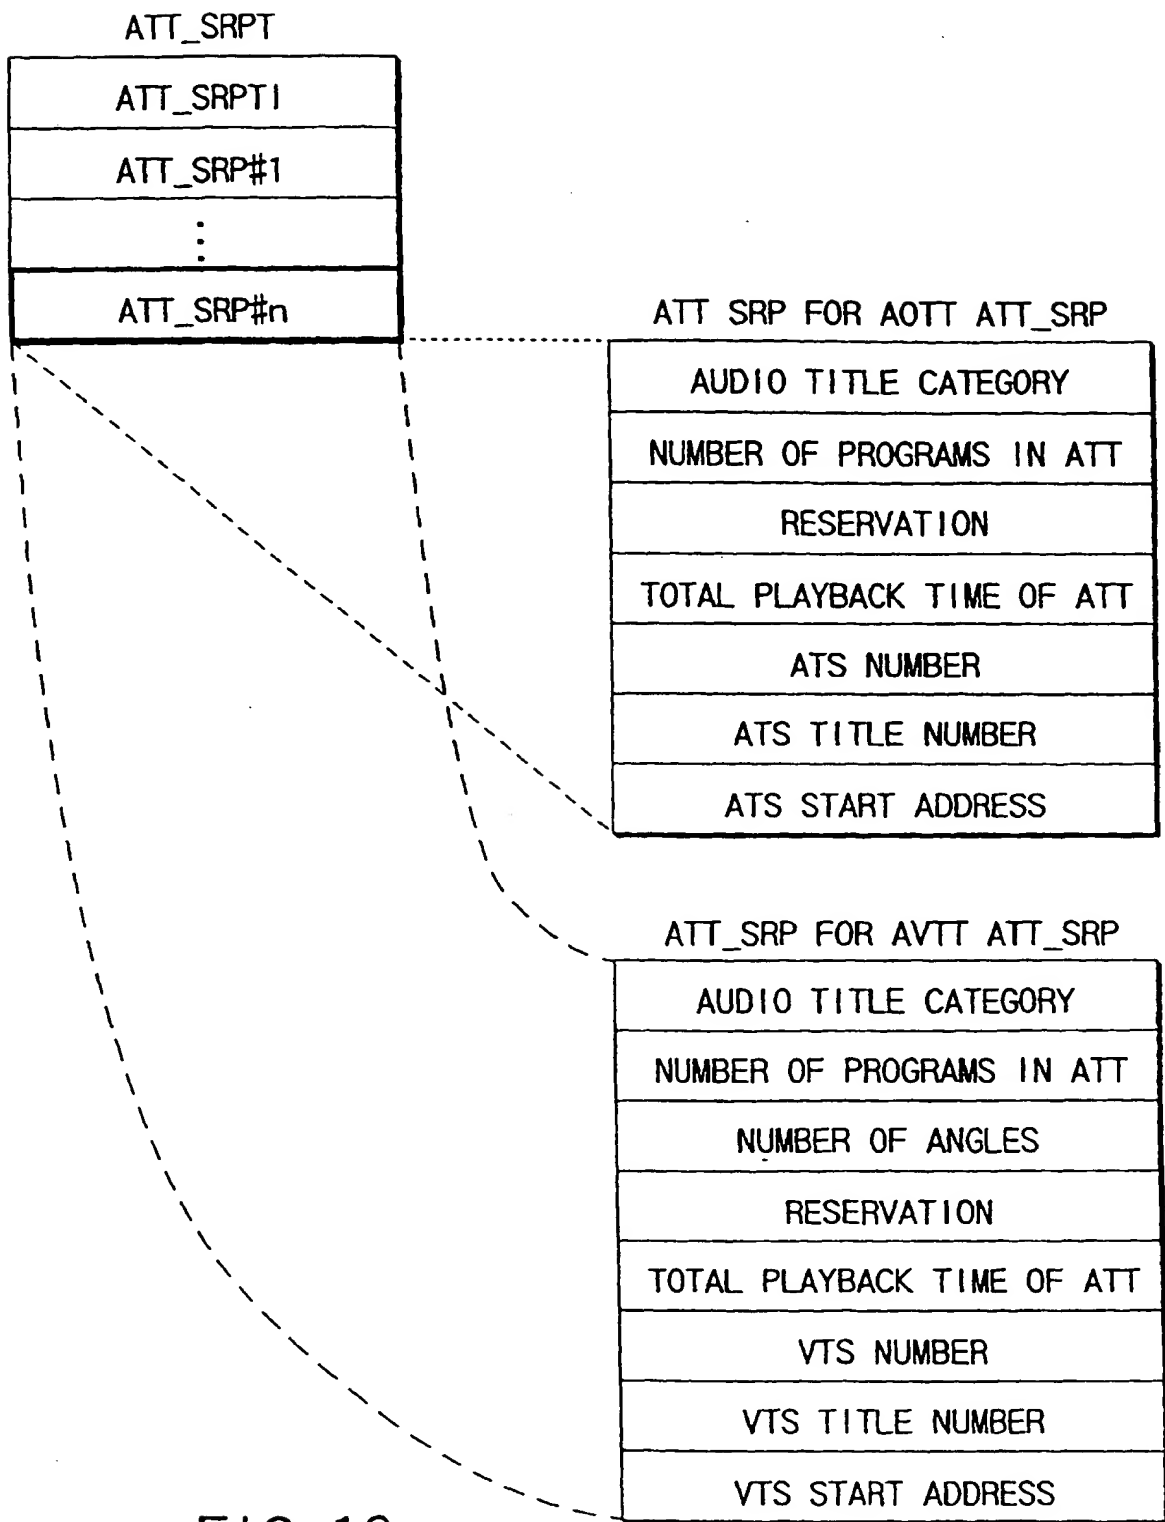 ATT_SRPT
ATT_SRPTI
ATT_SRP#1
ATT_SRP#n
ATT SRP FOR AOTT ATT_SRP
AUDIO TITLE CATEGORY
NUMBER OF PROGRAMS IN ATT
RESERVATION
TOTAL PLAYBACK TIME OF ATT
ATS NUMBER
ATS TITLE NUMBER
ATS START ADDRESS
ATT_SRP FOR AVTT ATT_SRP
AUDIO TITLE CATEGORY
NUMBER OF PROGRAMS IN ATT
NUMBER OF ANGLES
RESERVATION
TOTAL PLAYBACK TIME OF ATT
VTS NUMBER
VTS TITLE NUMBER
VTS START ADDRESS